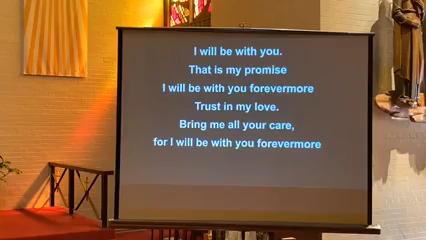 I will be with you.
That is my promise
I will be with you forevermore
Trust in my love.
Bring me all your care,
for I will be with you forevermore